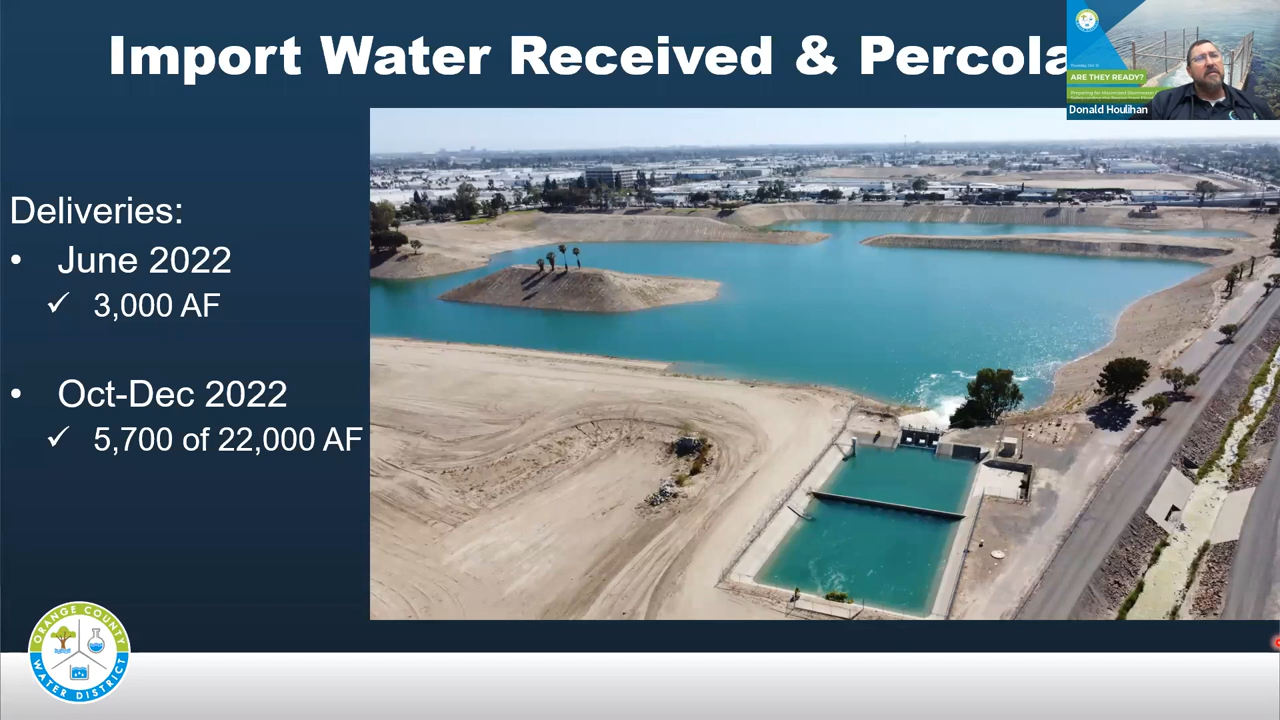 Import Water Received & Percola
ARE THEY READY?
Donald Houlihan
Deliveries:
• June 2022
✓ 3,000 AF
• Oct-Dec 2022
✓ 5,700 of 22,000 AF
ORANGE COUNTY
WATER DISTRICT